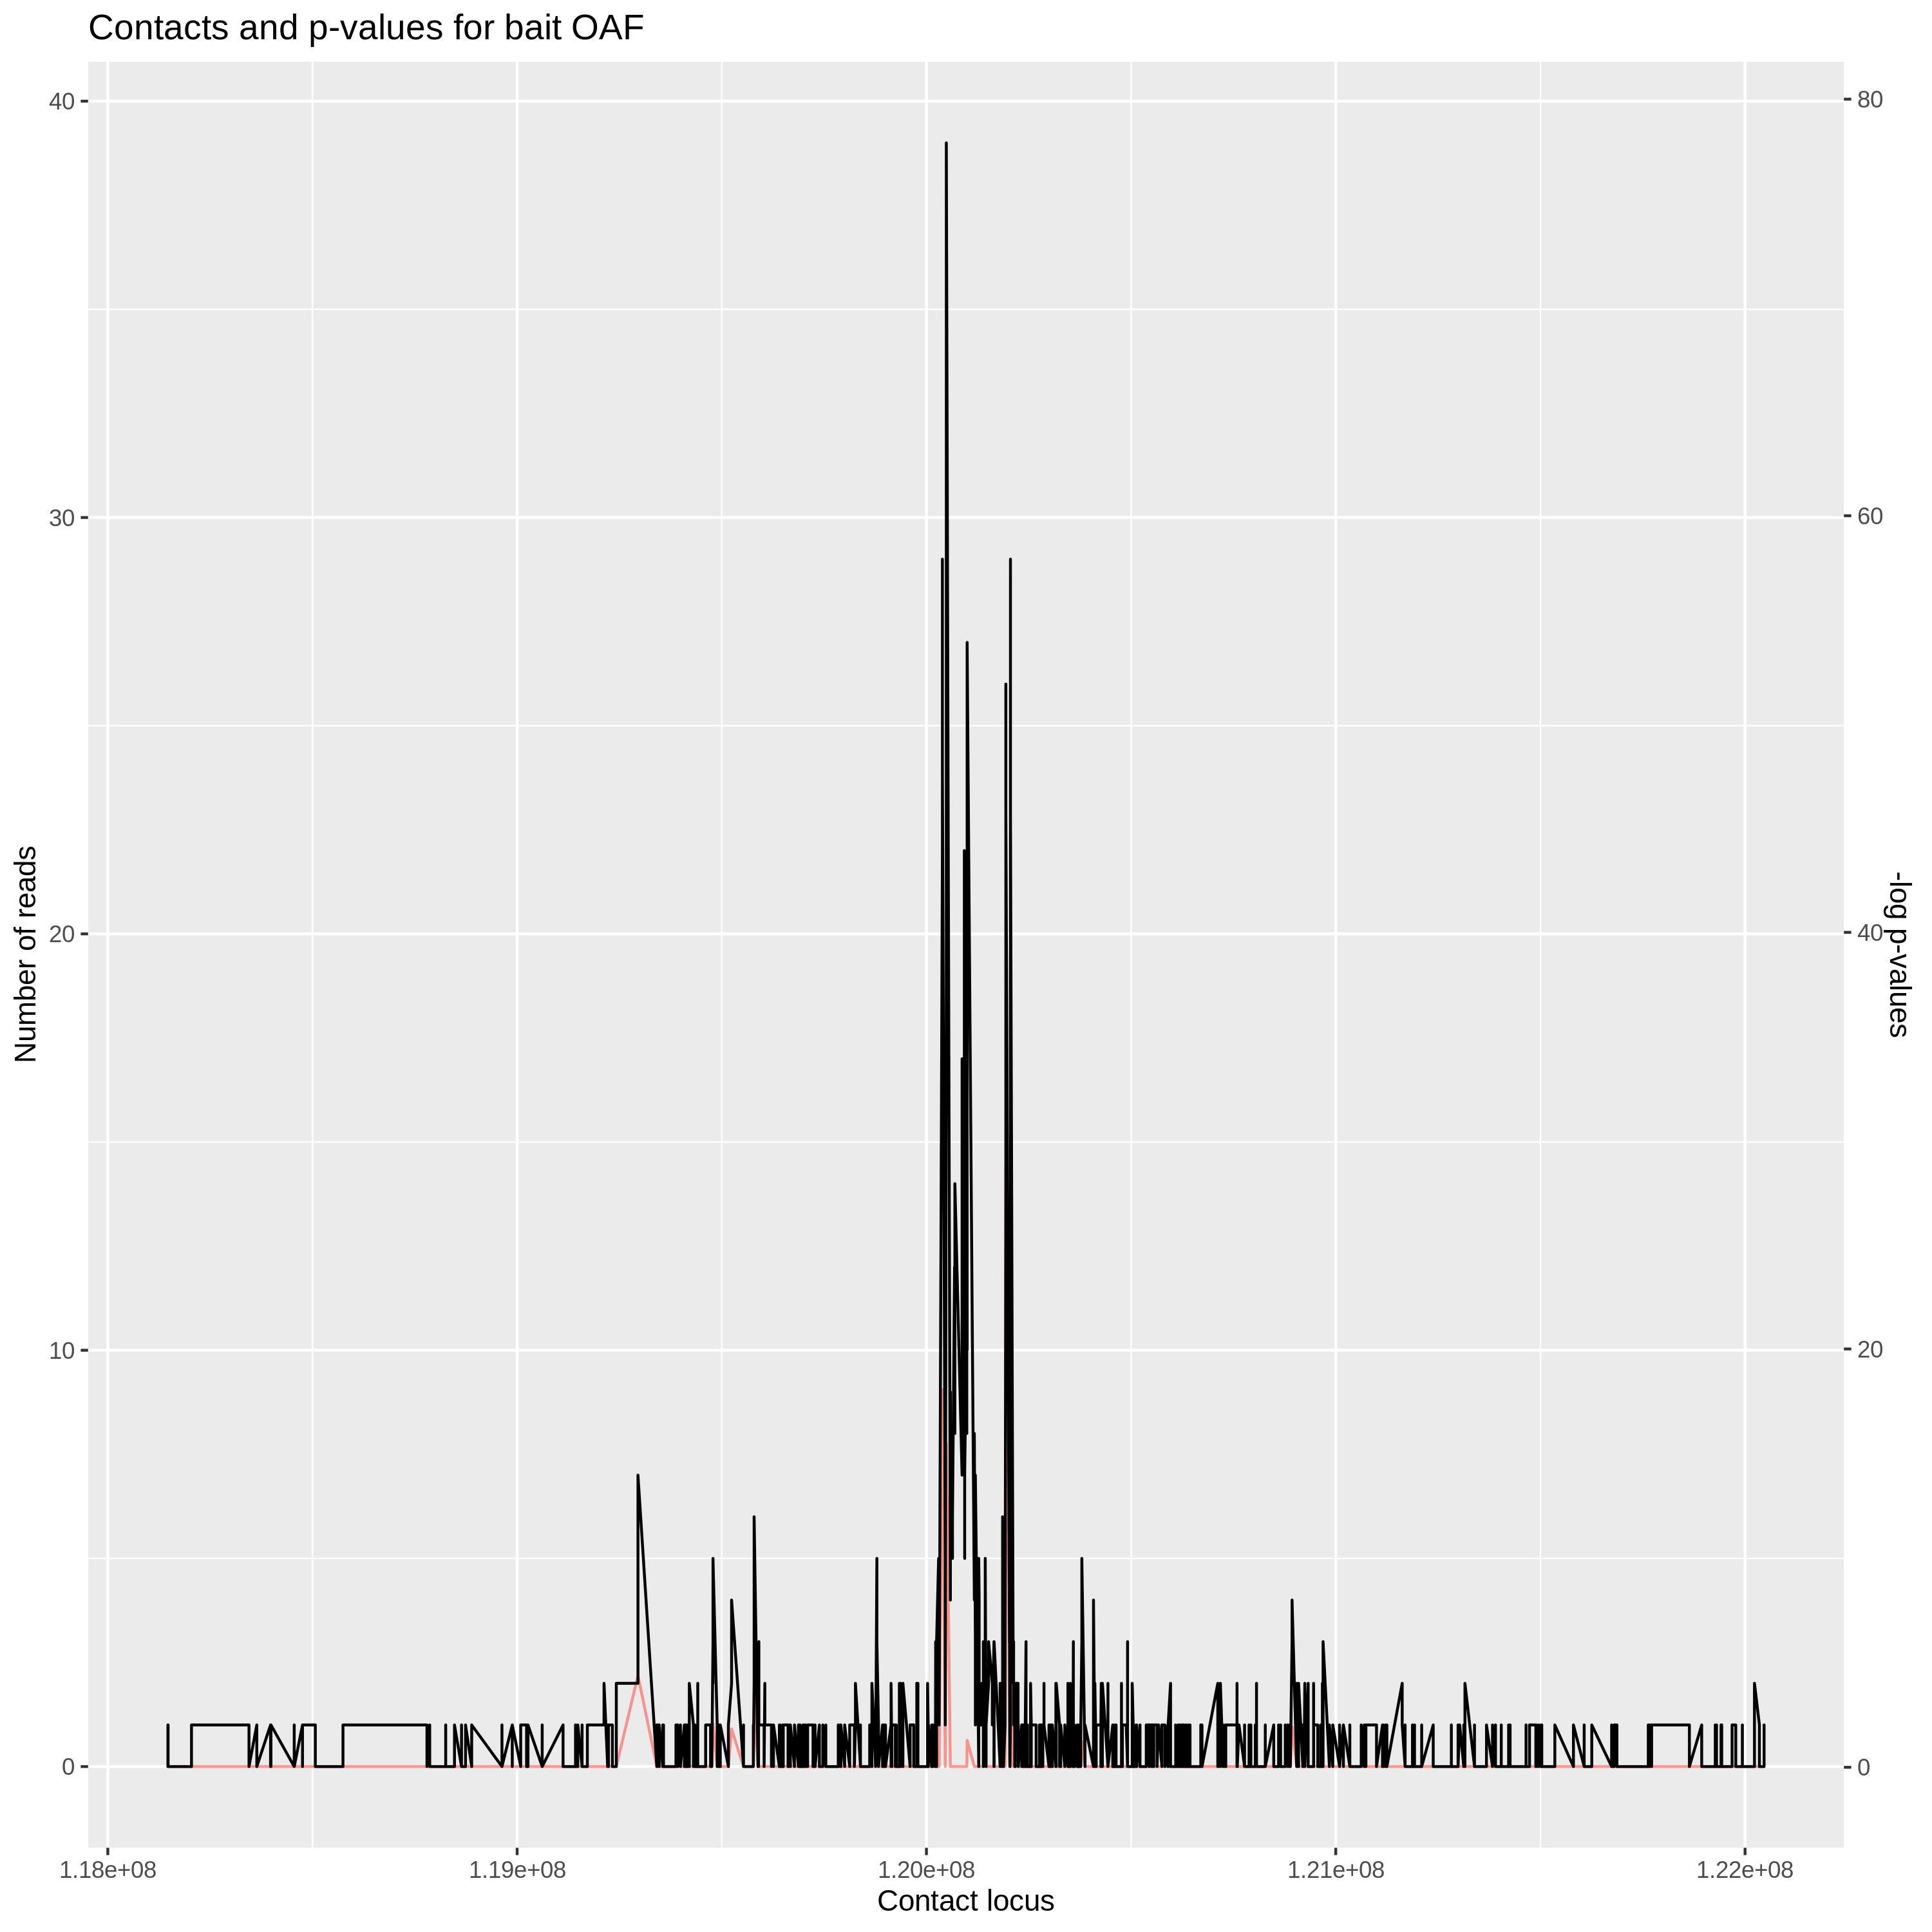 Contacts and p-values for bait OAF
40
30
20
10
0
Number of reads
80
60
40
20
0
-log p-values
1.18e+08
1.19e+08
1.20e+08
1.21e+08
1.22e+08
Contact locus